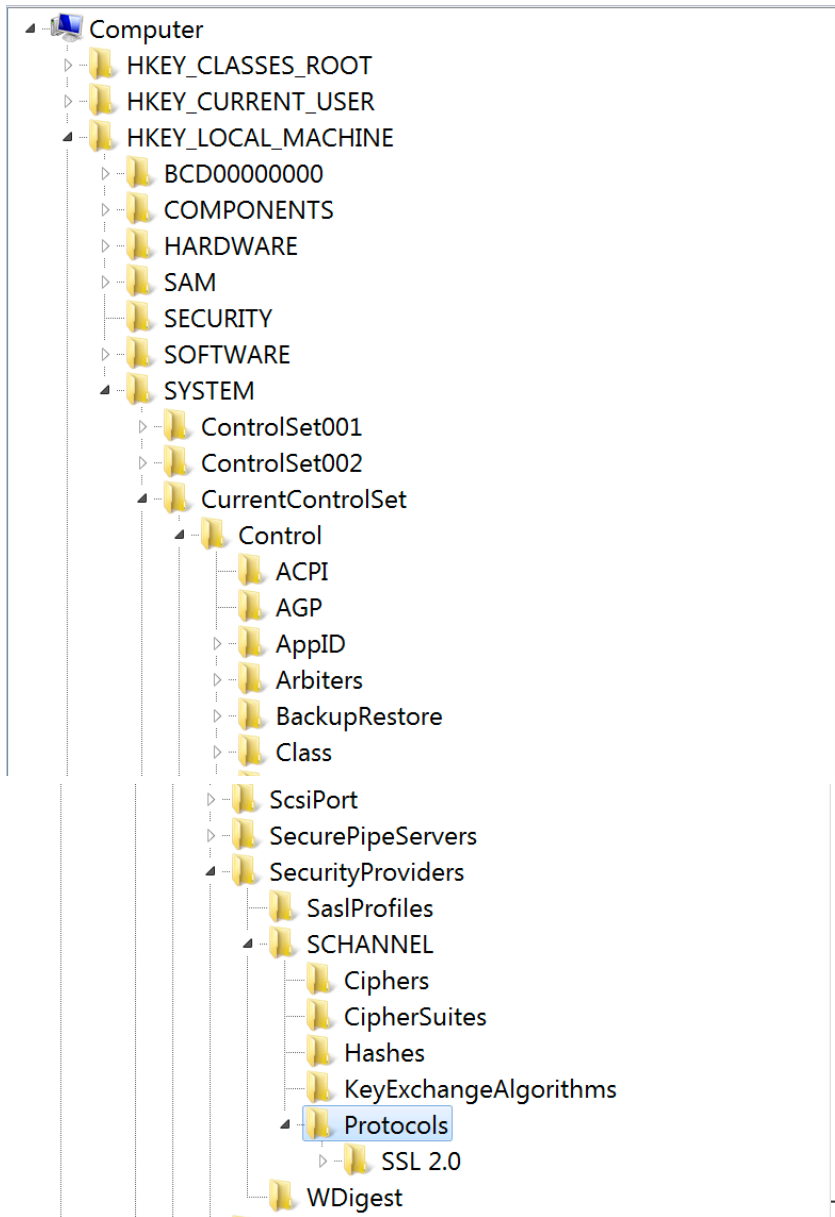 Computer
HKEY_CLASSES_ROOT
HKEY_CURRENT_USER
HKEY_LOCAL_MACHINE
BCD00000000
COMPONENTS
HARDWARE
SAM
SECURITY
SOFTWARE
SYSTEM
ControlSet001
ControlSet002
CurrentControlSet
Control
ACPI
AGP
AppID
Arbiters
BackupRestore
Class
ScsiPort
SecurePipeServers
SecurityProviders
SaslProfiles
SCHANNEL
Ciphers
CipherSuites
Hashes
KeyExchangeAlgorithms
Protocols
SSL 2.0
WDigest